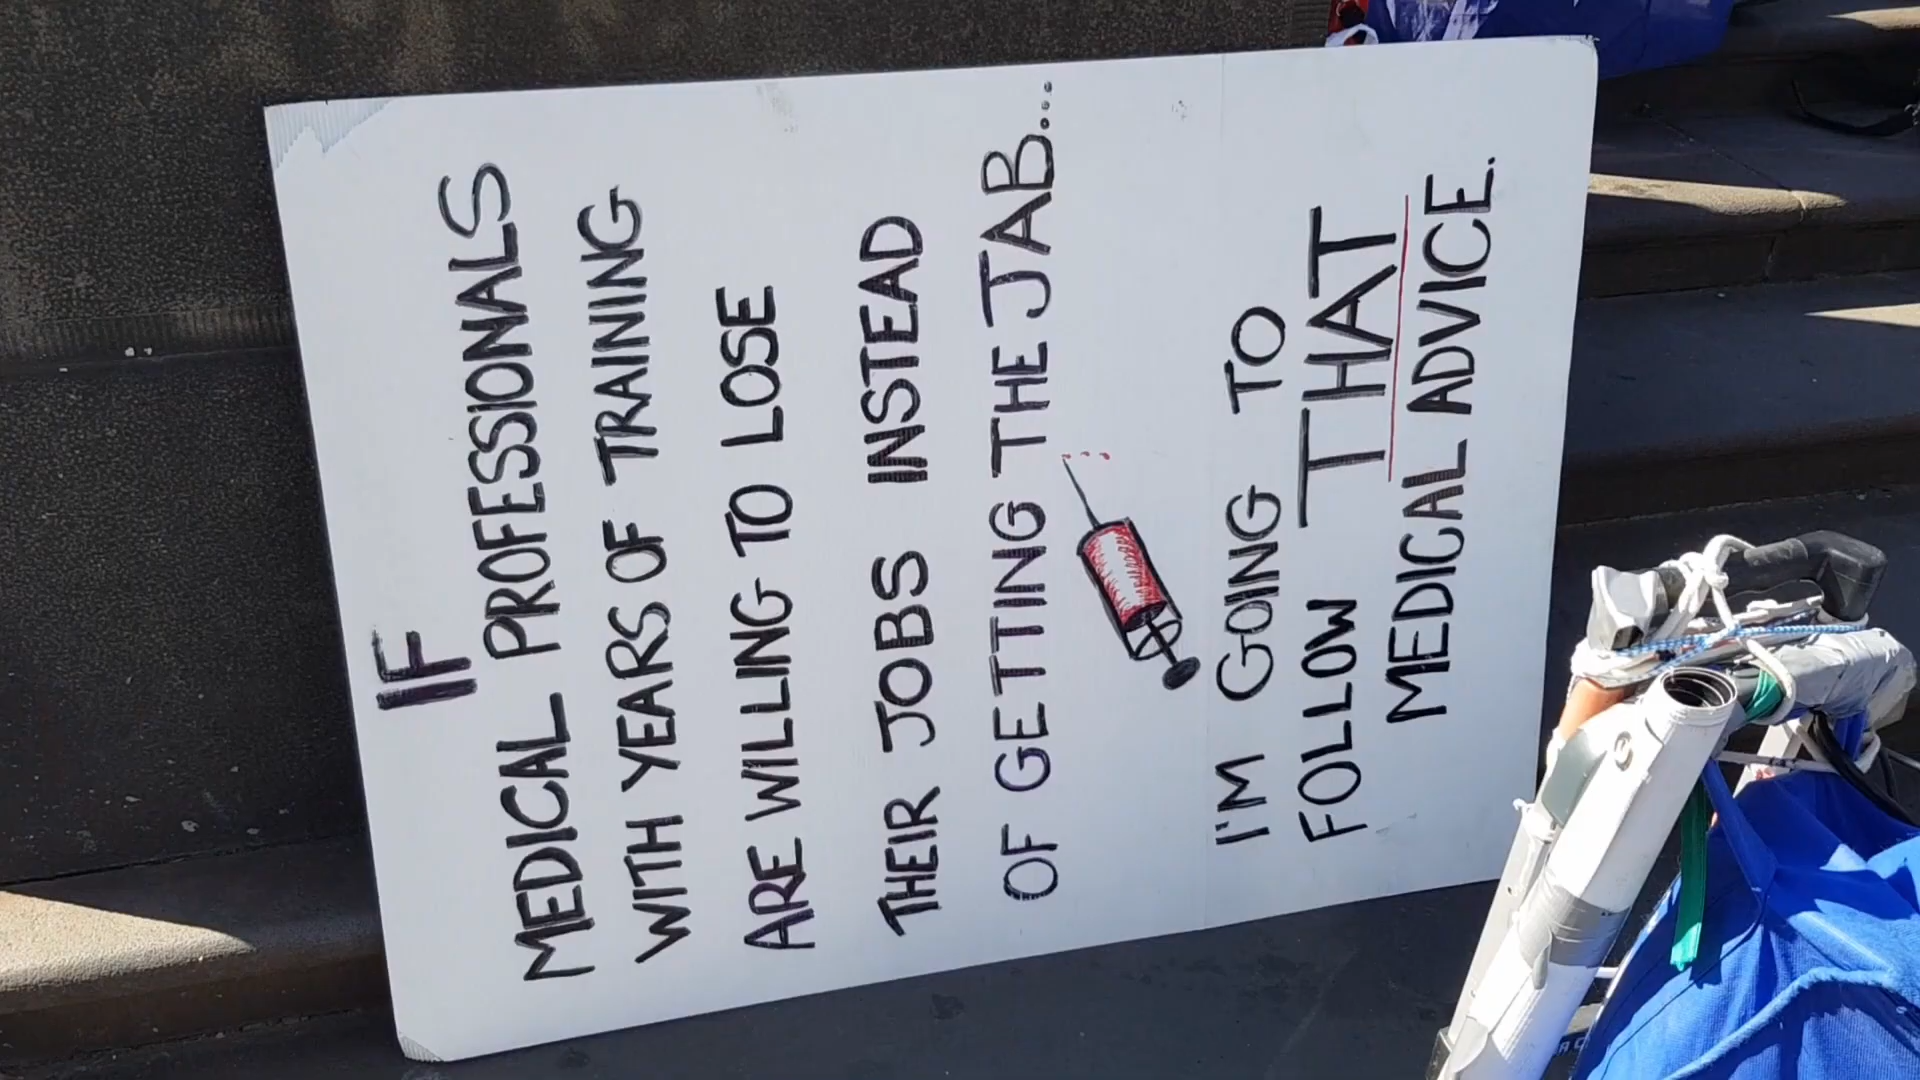 IF
MEDICAL PROFESSIONALS
WITH YEARS OF TRAINING
ARE WILLING TO LOSE
THEIR JOBS INSTEAD
OF GETTING THE JAB...
I'M GOING TO
FOLLOW THAT
MEDICAL ADVICE.